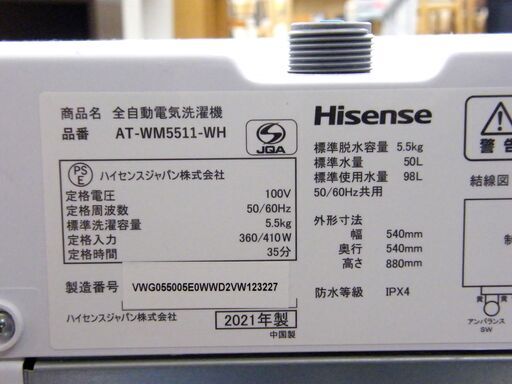 商品名 全自動電気洗濯機
品番 AT-WM5511-WH
JQA
PS
E
ハイセンスジャパン株式会社
定格電圧 100V
定格周波数 50/60Hz
標準洗濯容量 5.5kg
定格入力 360/410W
定格時間 35分
製造番号 VWG055005E0WWD2VW123227
ハイセンスジャパン株式会社
2021年製
中国製
Hisense
標準脱水容量 5.5kg
標準水量 50L
標準使用水量 98L
50/60Hz共用
外形寸法
幅 540mm
奥行 540mm
高さ 880mm
防水等級 IPX4
警告
結線図
制
黄 黄
アンバランス
SW